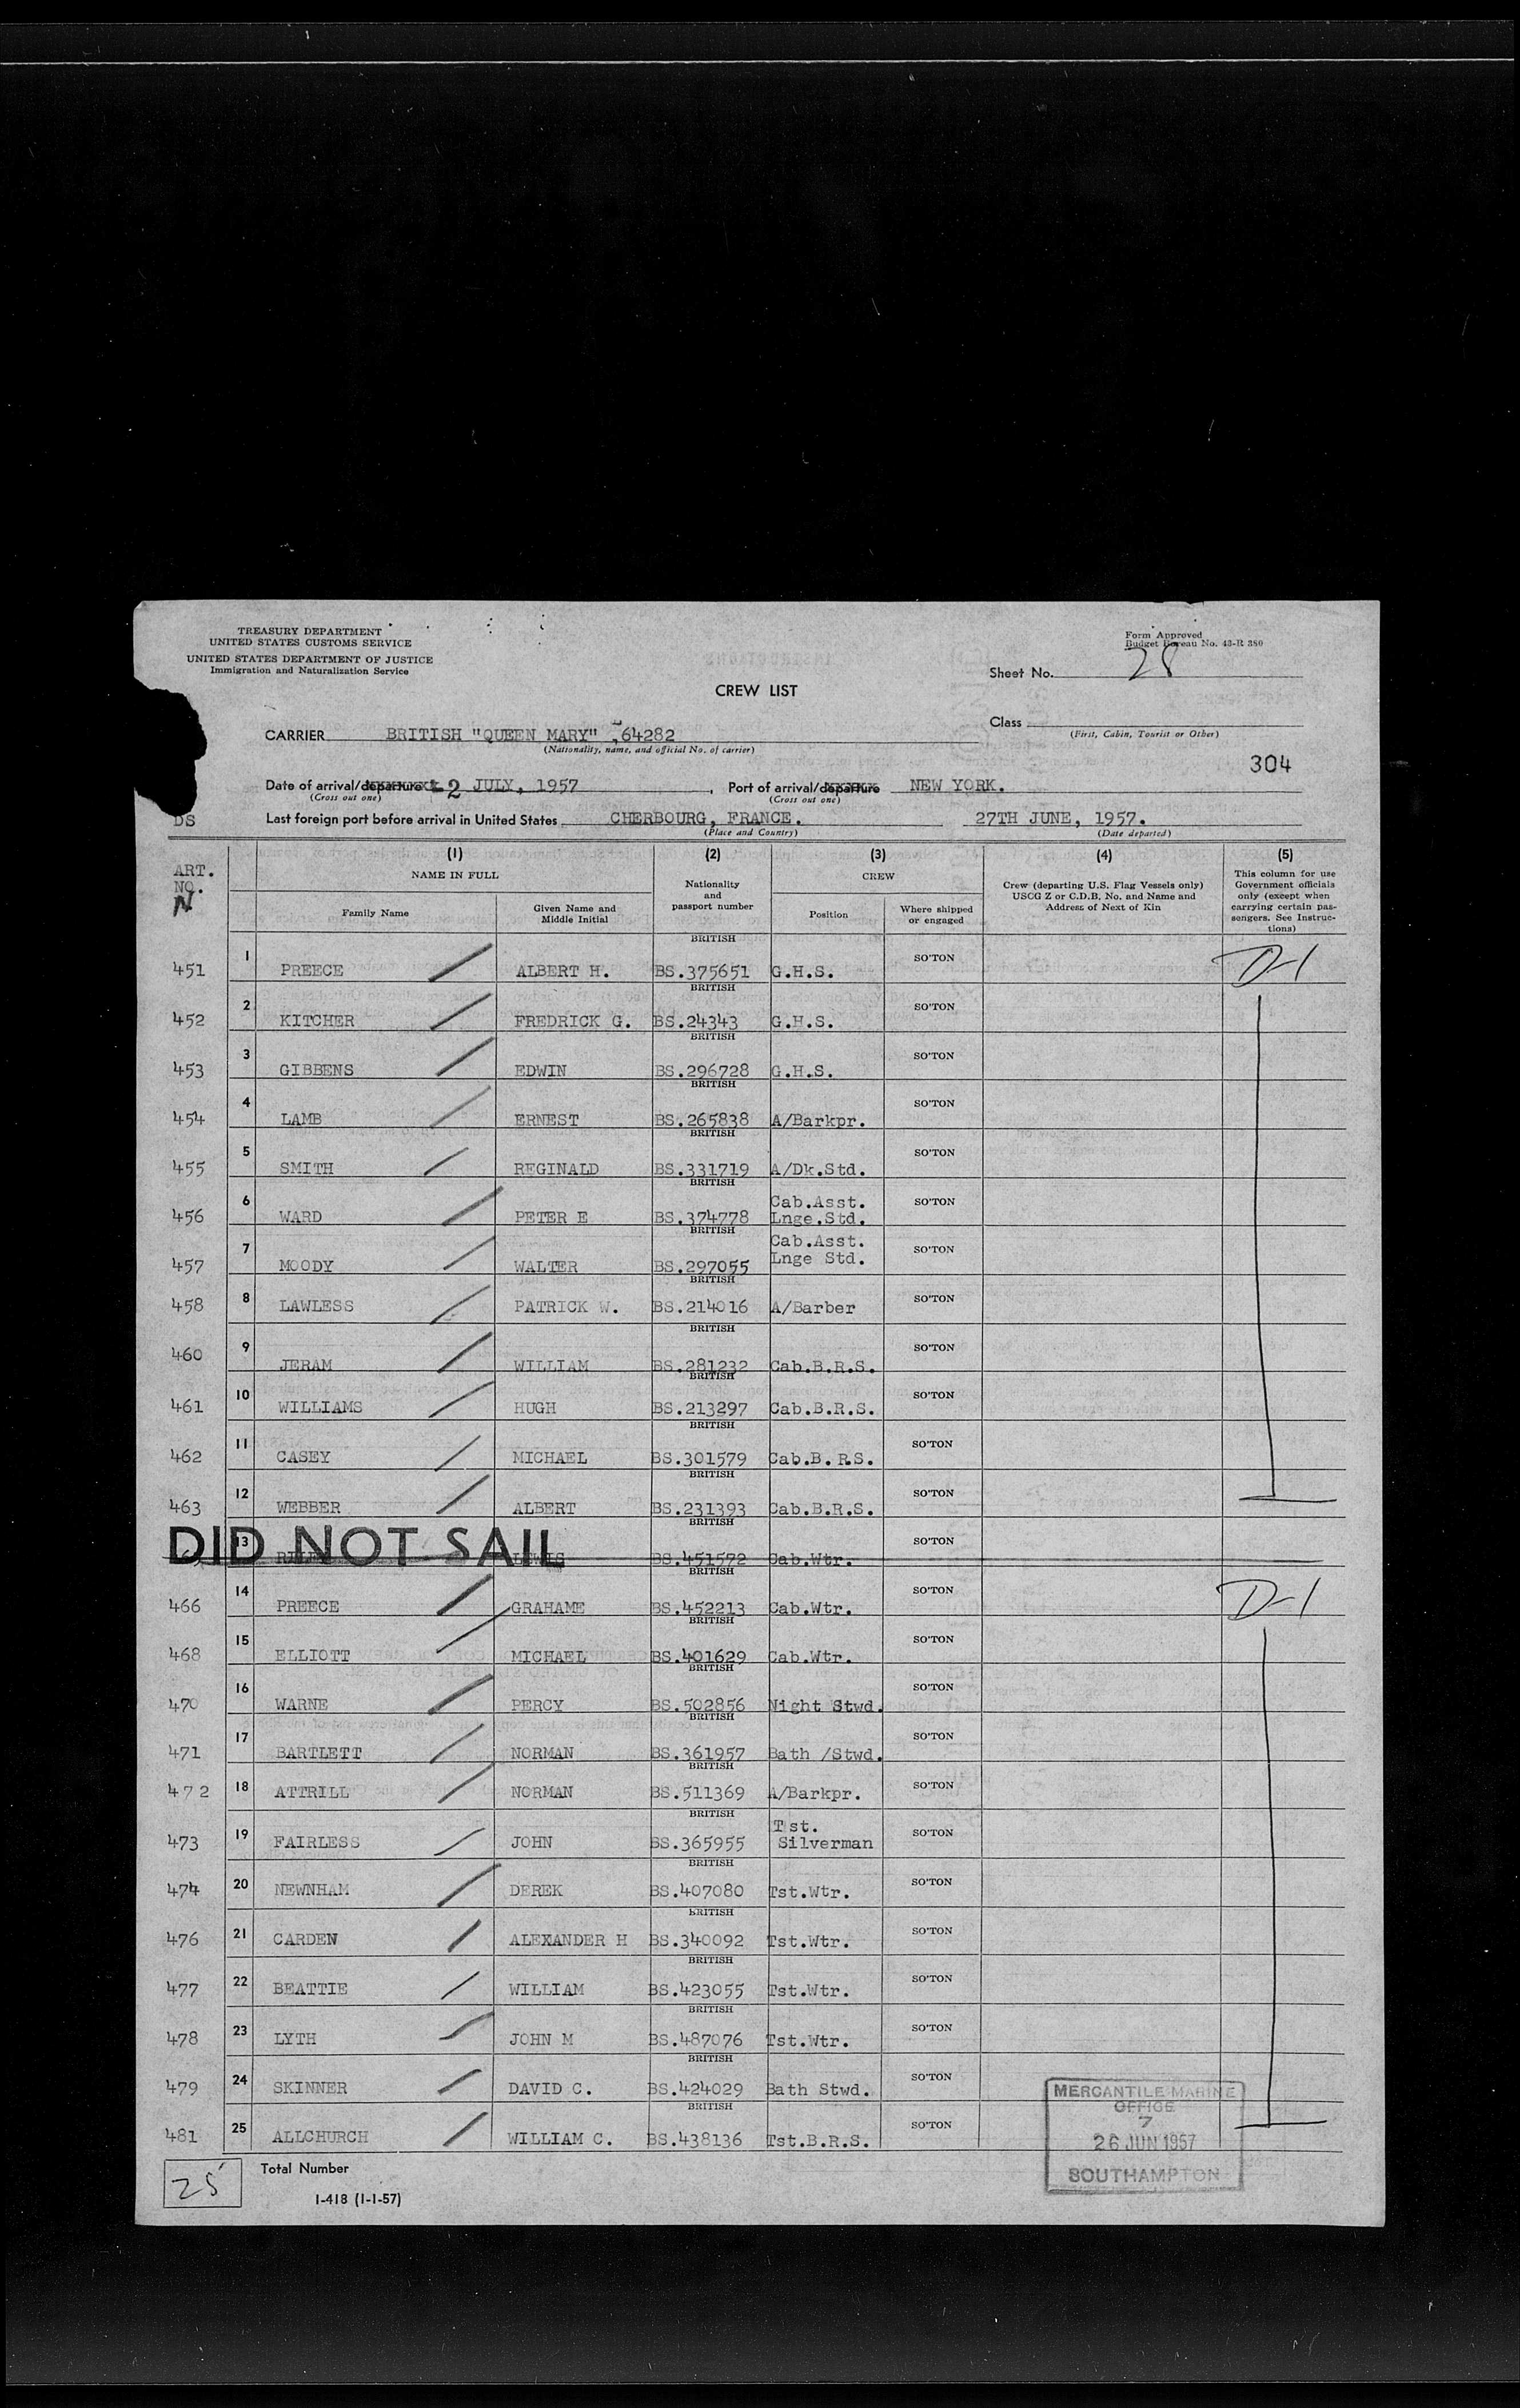 TREASURY DEPARTMENT
UNITED STATES CUSTOMS SERVICE
UNITED STATES DEPARTMENT OF JUSTICE
Immigration and Naturalization Service
Form Approved
Budget Bureau No. 43-R 380
Sheet No. 28
CREW LIST
Class
(First, Cabin, Tourist or Other)
CARRIER BRITISH "QUEEN MARY" 64282
(Nationality, name, and official No. of carrier)
304
Date of arrival/departure 2 JULY, 1957, Port of arrival/departure NEW YORK.
(Cross out one) (Cross out one)
DS Last foreign port before arrival in United States CHERBOURG, FRANCE. 27TH JUNE, 1957.
(Place and Country) (Date departed)
ART. NO. N
(1) (2) (3) (4) (5)
NAME IN FULL
Family Name
Given Name and Middle Initial
Nationality and passport number
CREW
Position
Where shipped or engaged
Crew (departing U.S. Flag Vessels only) USCG Z or C.D.B. No. and Name and Address of Next of Kin
This column for use Government officials only (except when carrying certain passengers. See Instructions)
451 1 PREECE ALBERT H. BRITISH BS.375651 G.H.S. SO'TON D-1
452 2 KITCHER FREDRICK G. BRITISH BS.24343 G.H.S. SO'TON
453 3 GIBBENS EDWIN BRITISH BS.296728 G.H.S. SO'TON
454 4 LAMB ERNEST BRITISH BS.265838 A/Barkpr. SO'TON
455 5 SMITH REGINALD BRITISH BS.331719 A/Dk.Std. SO'TON
456 6 WARD PETER E BRITISH BS.374778 Cab.Asst. Lnge.Std. SO'TON
457 7 MOODY WALTER BRITISH BS.297055 Cab.Asst. Lnge Std. SO'TON
458 8 LAWLESS PATRICK W. BRITISH BS.214016 A/Barber SO'TON
460 9 JERAM WILLIAM BRITISH BS.281232 Cab.B.R.S. SO'TON
461 10 WILLIAMS HUGH BRITISH BS.213297 Cab.B.R.S. SO'TON
462 11 CASEY MICHAEL BRITISH BS.301579 Cab.B.R.S. SO'TON
463 12 WEBBER ALBERT BRITISH BS.231393 Cab.B.R.S. SO'TON
DID NOT SAIL 13 LEWIS BRITISH BS.451572 Cab.Wtr. SO'TON
466 14 PREECE GRAHAME BRITISH BS.452213 Cab.Wtr. SO'TON D-1
468 15 ELLIOTT MICHAEL BRITISH BS.401629 Cab.Wtr. SO'TON
470 16 WARNE PERCY BRITISH BS.502856 Night Stwd. SO'TON
471 17 BARTLETT NORMAN BRITISH BS.361957 Bath /Stwd. SO'TON
472 18 ATTRILL NORMAN BRITISH BS.511369 A/Barkpr. SO'TON
473 19 FAIRLESS JOHN BRITISH BS.365955 Tst. Silverman SO'TON
474 20 NEWNHAM DEREK BRITISH BS.407080 Tst.Wtr. SO'TON
476 21 CARDEN ALEXANDER H BRITISH BS.340092 Tst.Wtr. SO'TON
477 22 BEATTIE WILLIAM BRITISH BS.423055 Tst.Wtr. SO'TON
478 23 LYTH JOHN M BRITISH BS.487076 Tst.Wtr. SO'TON
479 24 SKINNER DAVID C. BRITISH BS.424029 Bath Stwd. SO'TON
481 25 ALLCHURCH WILLIAM C. BRITISH BS.438136 Tst.B.R.S. SO'TON
MERCANTILE MARINE
OFFICE
7
26 JUN 1957
SOUTHAMPTON
25 Total Number
I-418 (1-1-57)